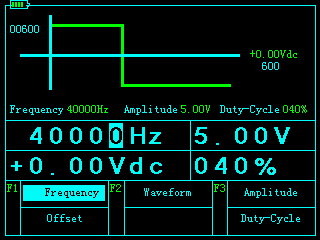 00600
+0.00Vdc
600
Frequency 40000Hz Amplitude 5.00V Duty-Cycle 040%
40000Hz 5.00V
+0.00Vdc 040%
F1 Frequency F2 Waveform F3 Amplitude
Offset Duty-Cycle